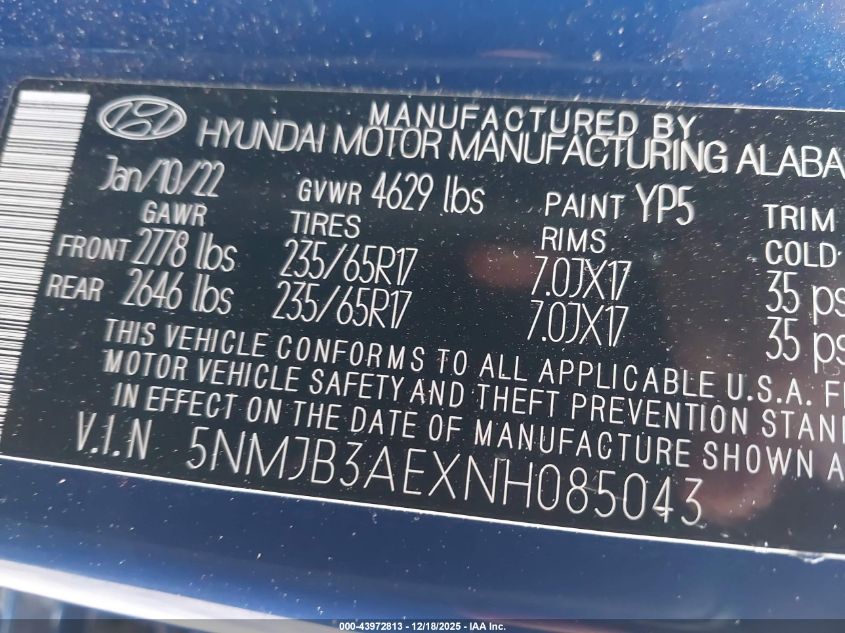 MANUFACTURED BY
HYUNDAI MOTOR MANUFACTURING ALABA
Jan/10/22 GVWR 4629 lbs PAINT YP5 TRIM
GAWR TIRES RIMS COLD
FRONT 2778 lbs 235/65R17 7.0JX17 35 ps
REAR 2646 lbs 235/65R17 7.0JX17 35 ps
THIS VEHICLE CONFORMS TO ALL APPLICABLE U.S.A. FE
MOTOR VEHICLE SAFETY AND THEFT PREVENTION STAN
IN EFFECT ON THE DATE OF MANUFACTURE SHOWN A
V.I.N 5NMJB3AEXNH085043
000-43972813 - 12/18/2025 - IAA Inc.